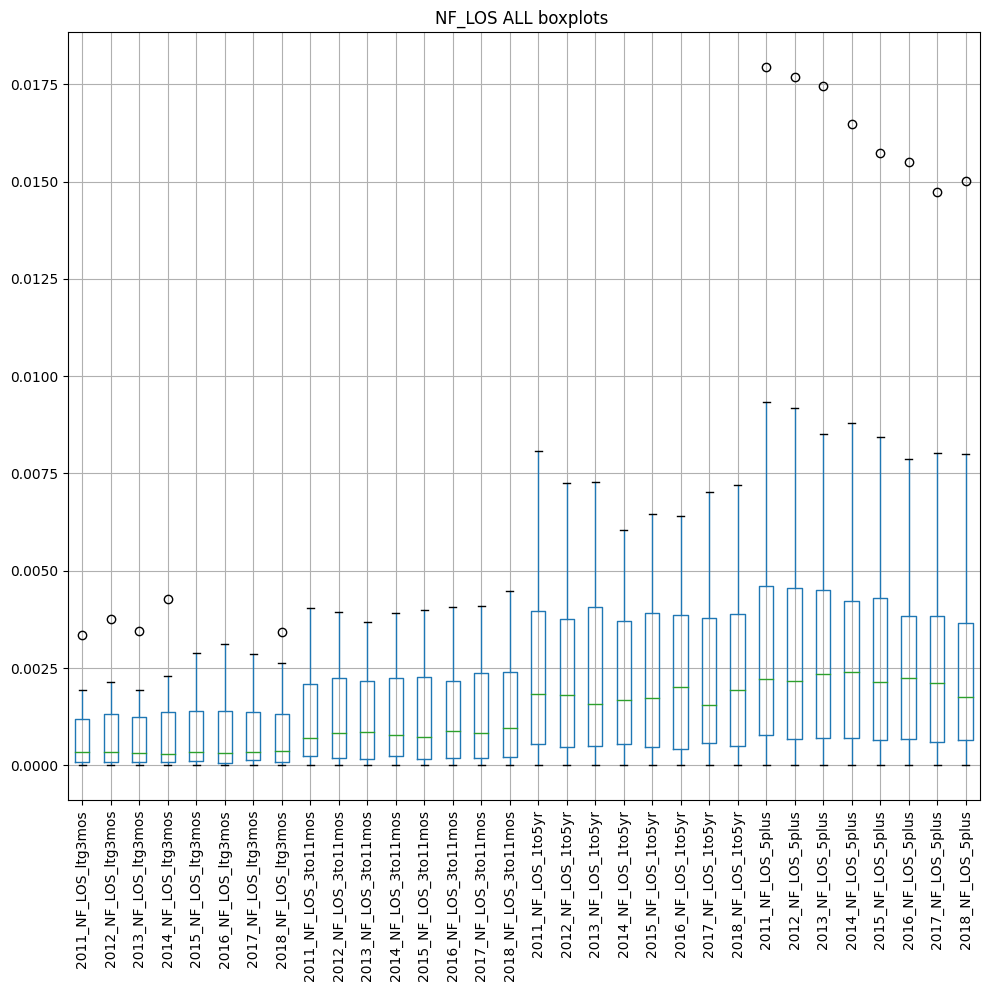 NF_LOS ALL boxplots
0.0175
0.0150
0.0125
0.0100
0.0075
0.0050
0.0025
0.0000
2011_NF_LOS_ltg3mos
2012_NF_LOS_ltg3mos
2013_NF_LOS_ltg3mos
2014_NF_LOS_ltg3mos
2015_NF_LOS_ltg3mos
2016_NF_LOS_ltg3mos
2017_NF_LOS_ltg3mos
2018_NF_LOS_ltg3mos
2011_NF_LOS_3to11mos
2012_NF_LOS_3to11mos
2013_NF_LOS_3to11mos
2014_NF_LOS_3to11mos
2015_NF_LOS_3to11mos
2016_NF_LOS_3to11mos
2017_NF_LOS_3to11mos
2018_NF_LOS_3to11mos
2011_NF_LOS_1to5yr
2012_NF_LOS_1to5yr
2013_NF_LOS_1to5yr
2014_NF_LOS_1to5yr
2015_NF_LOS_1to5yr
2016_NF_LOS_1to5yr
2017_NF_LOS_1to5yr
2018_NF_LOS_1to5yr
2011_NF_LOS_5plus
2012_NF_LOS_5plus
2013_NF_LOS_5plus
2014_NF_LOS_5plus
2015_NF_LOS_5plus
2016_NF_LOS_5plus
2017_NF_LOS_5plus
2018_NF_LOS_5plus